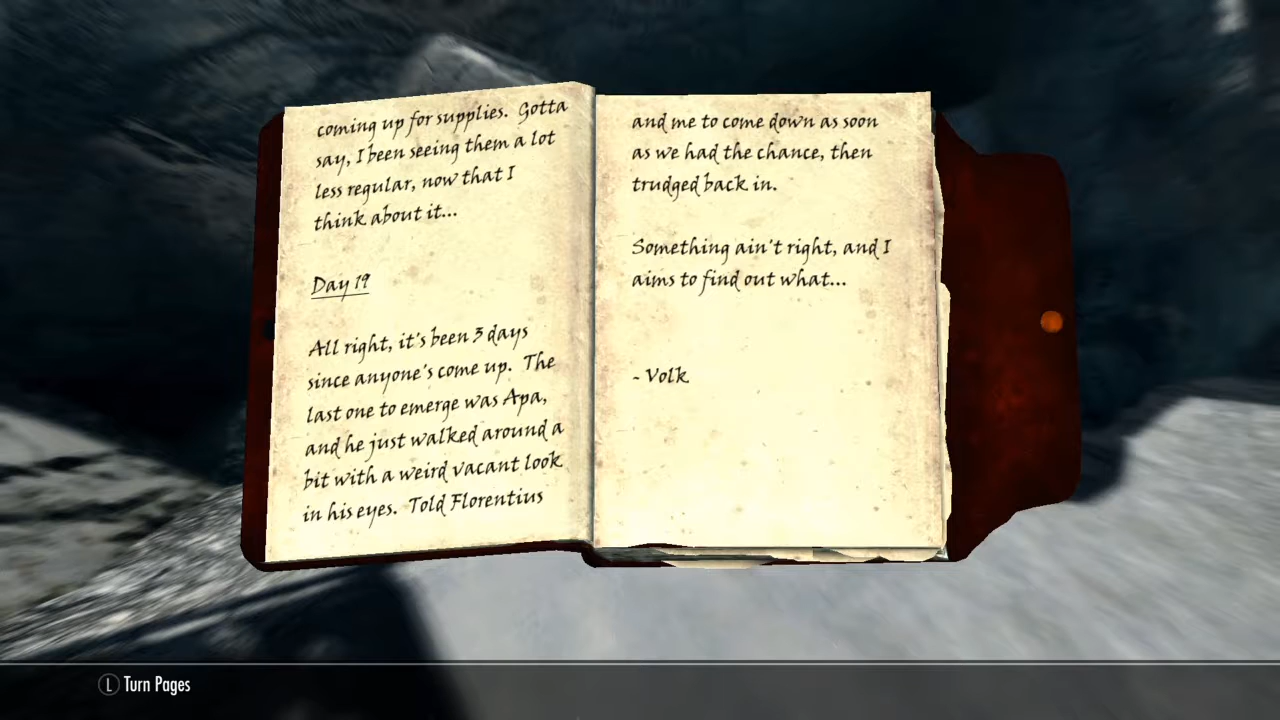 coming up for supplies. Gotta
say, I been seeing them a lot
less regular, now that I
think about it...
Day 19
All right, it's been 3 days
since anyone's come up. The
last one to emerge was Apa,
and he just walked around a
bit with a weird vacant look
in his eyes. Told Florentius
and me to come down as soon
as we had the chance, then
trudged back in.
Something ain't right, and I
aims to find out what...
- Volk
L Turn Pages